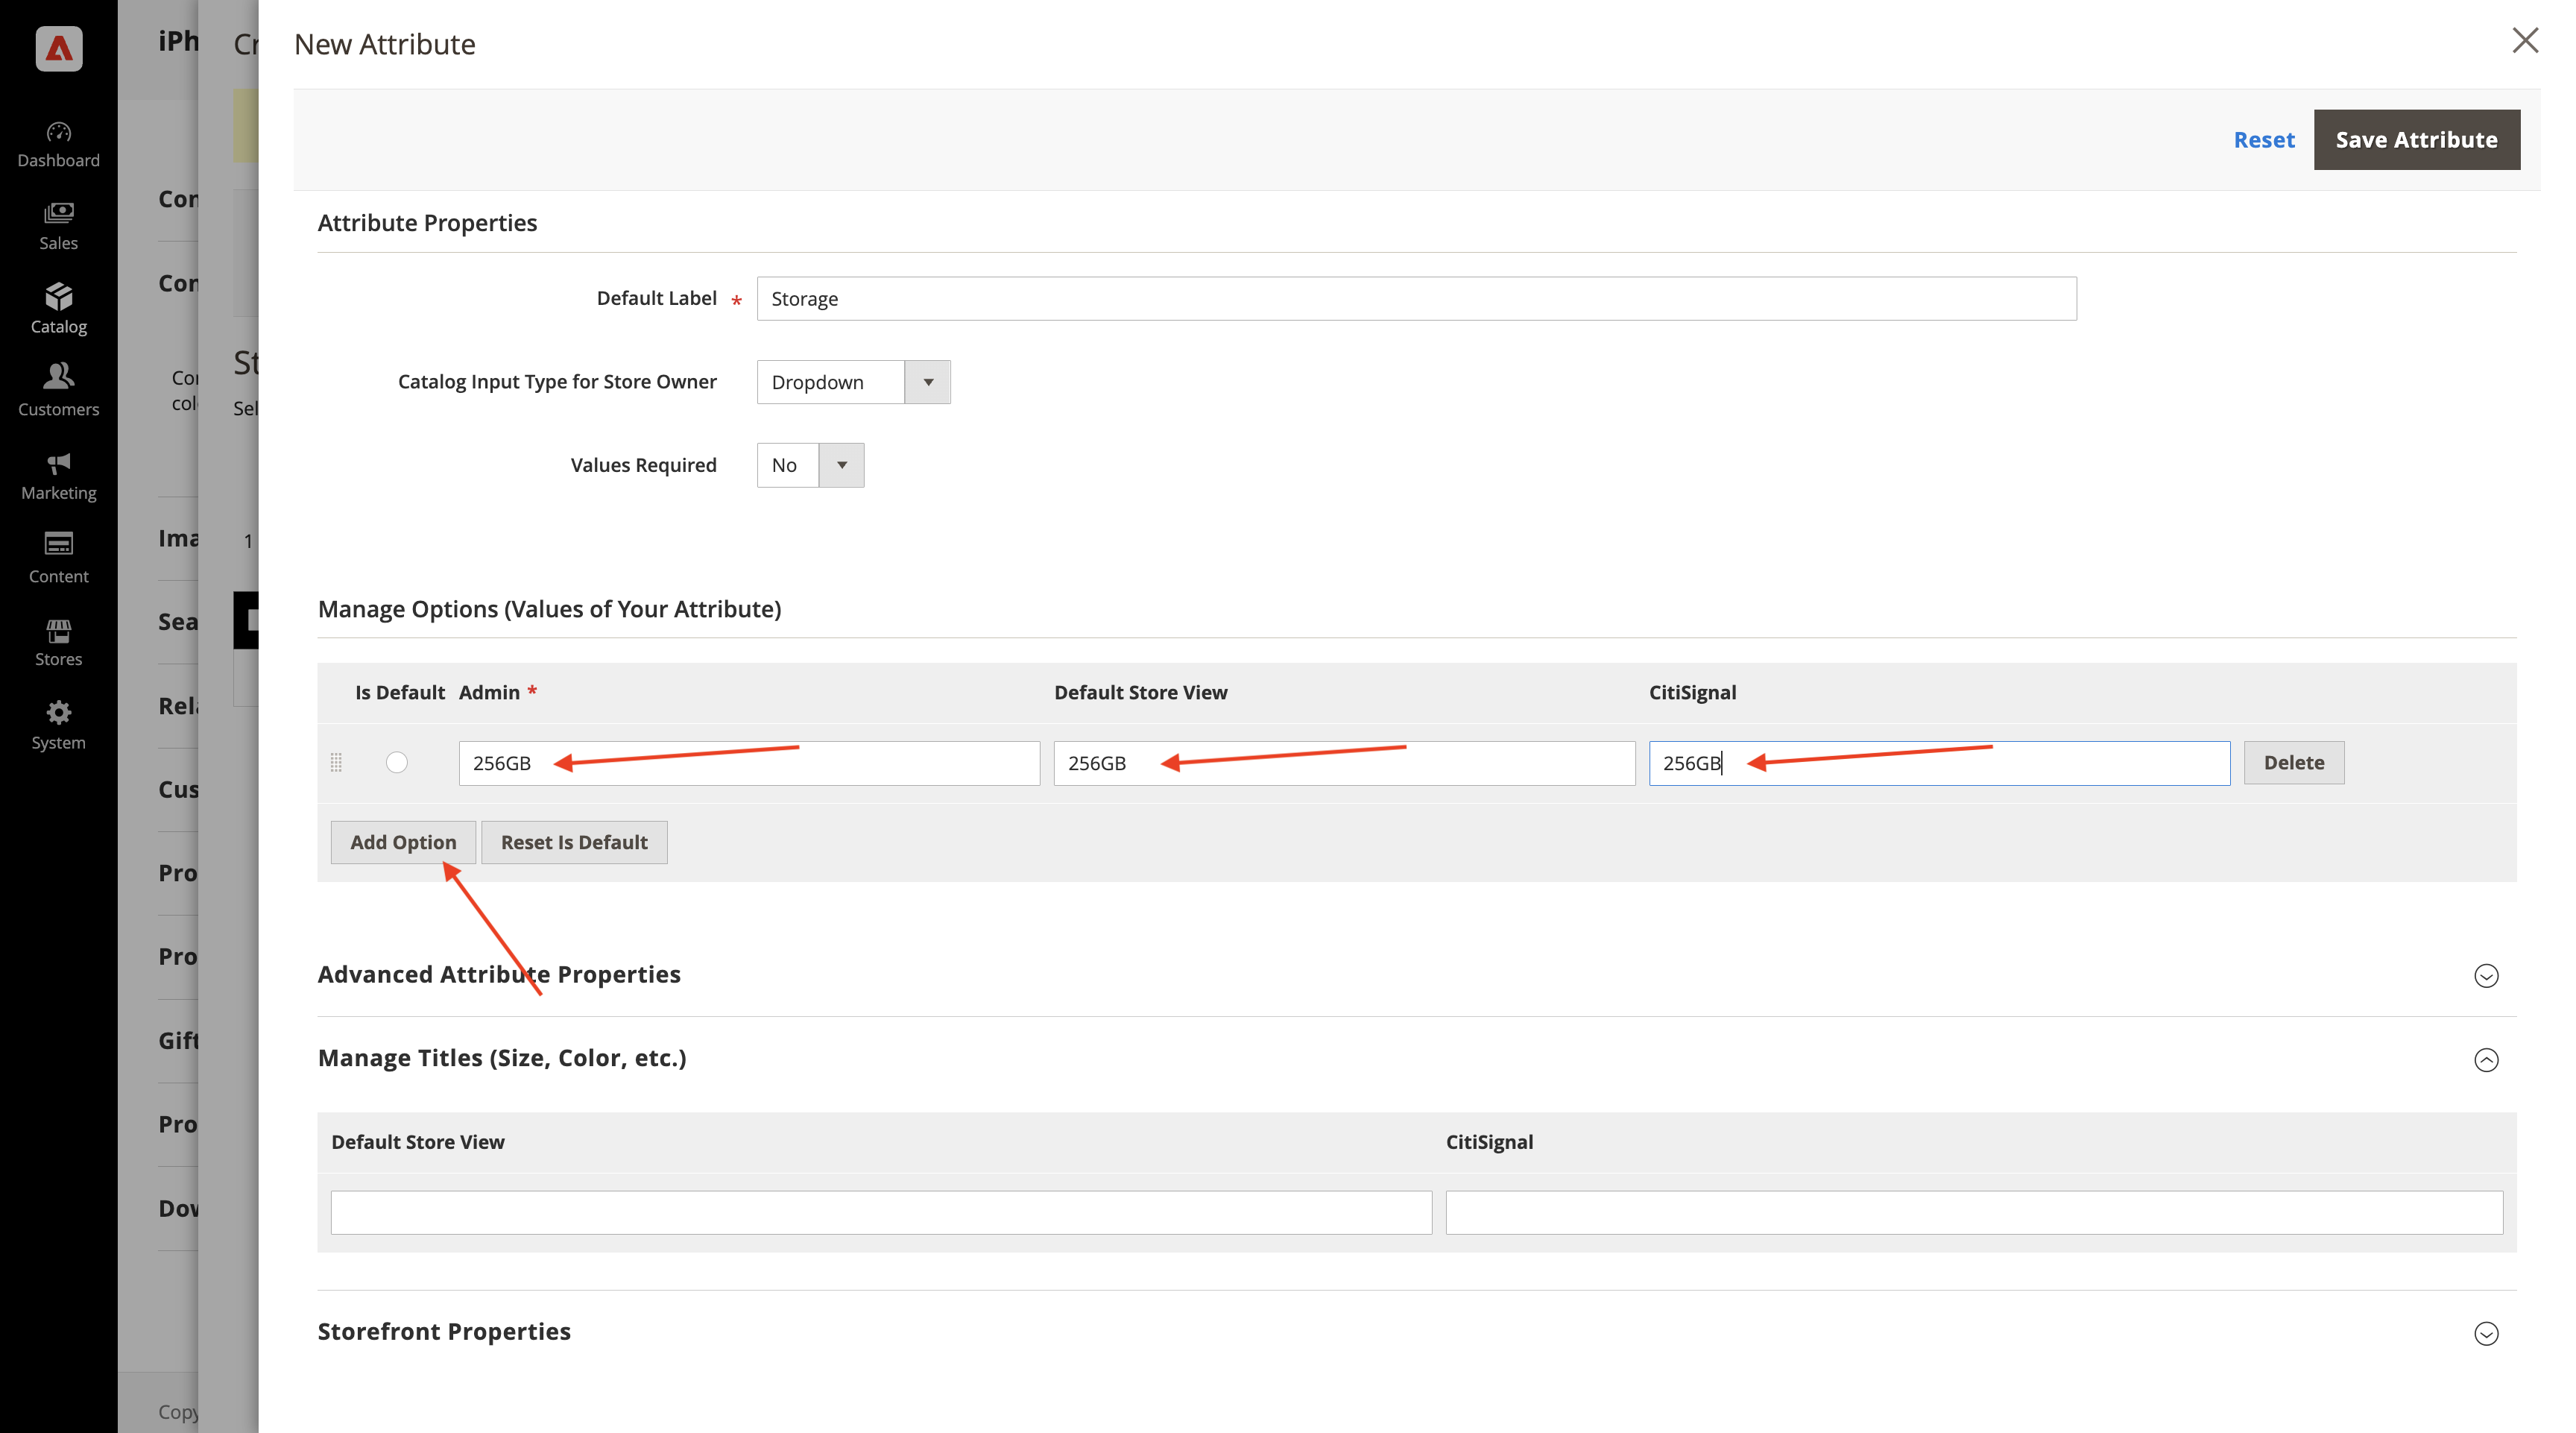 New Attribute
Reset
Save Attribute
Attribute Properties
Default Label *
Storage
Catalog Input Type for Store Owner
Dropdown
Values Required
No
Manage Options (Values of Your Attribute)
Is Default Admin * Default Store View CitiSignal
256GB 256GB 256GB Delete
Add Option Reset Is Default
Advanced Attribute Properties
Manage Titles (Size, Color, etc.)
Default Store View CitiSignal
Storefront Properties
Dashboard
Sales
Catalog
Customers
Marketing
Content
Stores
System
iPh
Con
Con
Ima
Sea
Rel
Cus
Pro
Pro
Gift
Pro
Copy
Cr
St
Sel
1